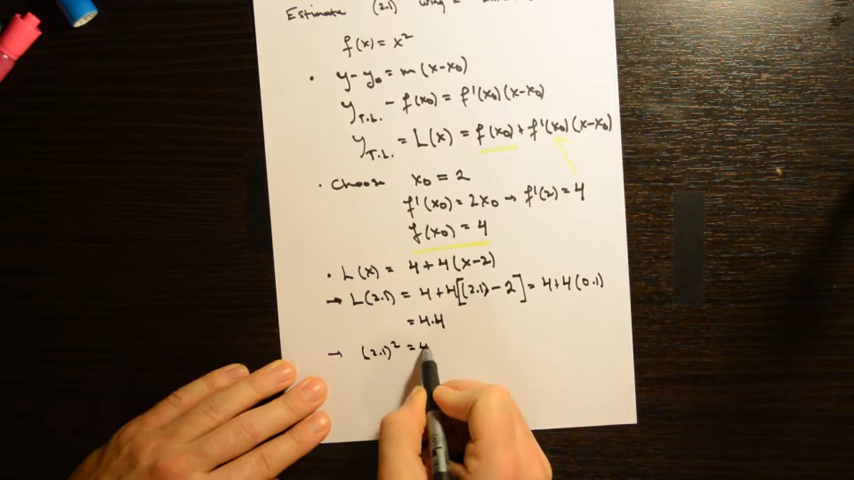 Estimate (2.1) using
f(x) = x²
• y - y₀ = m(x-x₀)
y_T.L. - f(x₀) = f'(x₀)(x-x₀)
y_T.L. = L(x) = f(x₀) + f'(x₀)(x-x₀)
• Choose x₀ = 2
f'(x₀) = 2x₀ → f'(2) = 4
f(x₀) = 4
• L(x) = 4 + 4(x-2)
→ L(2.1) = 4 + 4[(2.1) - 2] = 4 + 4(0.1)
= 4.4
→ (2.1)² = 4